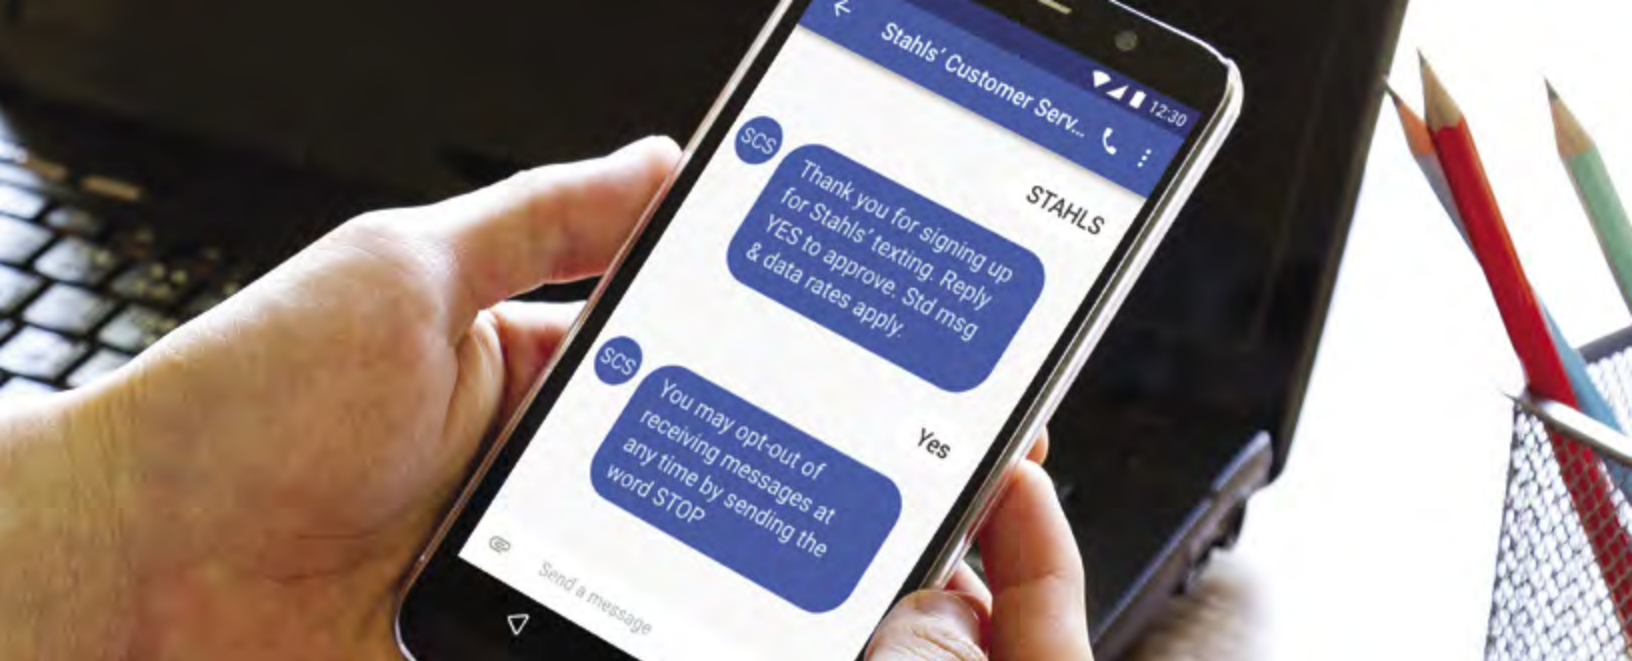 12:30
Stahls' Customer Serv...
STAHLS
SCS
Thank you for signing up
for Stahls' texting. Reply
YES to approve. Std msg
& data rates apply.
Yes
SCS
You may opt-out of
receiving messages at
any time by sending the
word STOP
Send a message